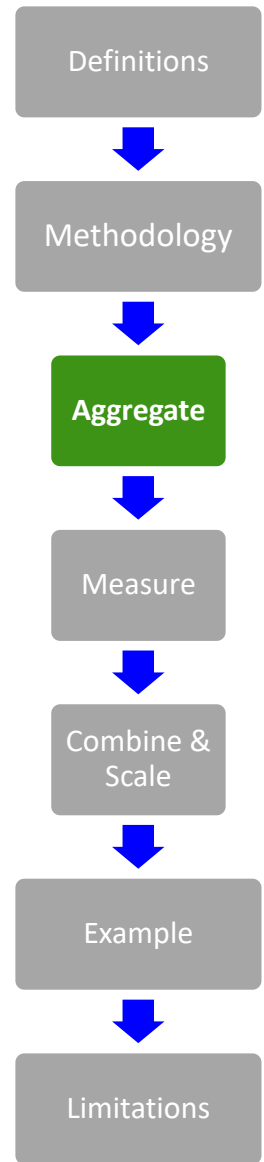 Definitions
Methodology
Aggregate
Measure
Combine &
Scale
Example
Limitations